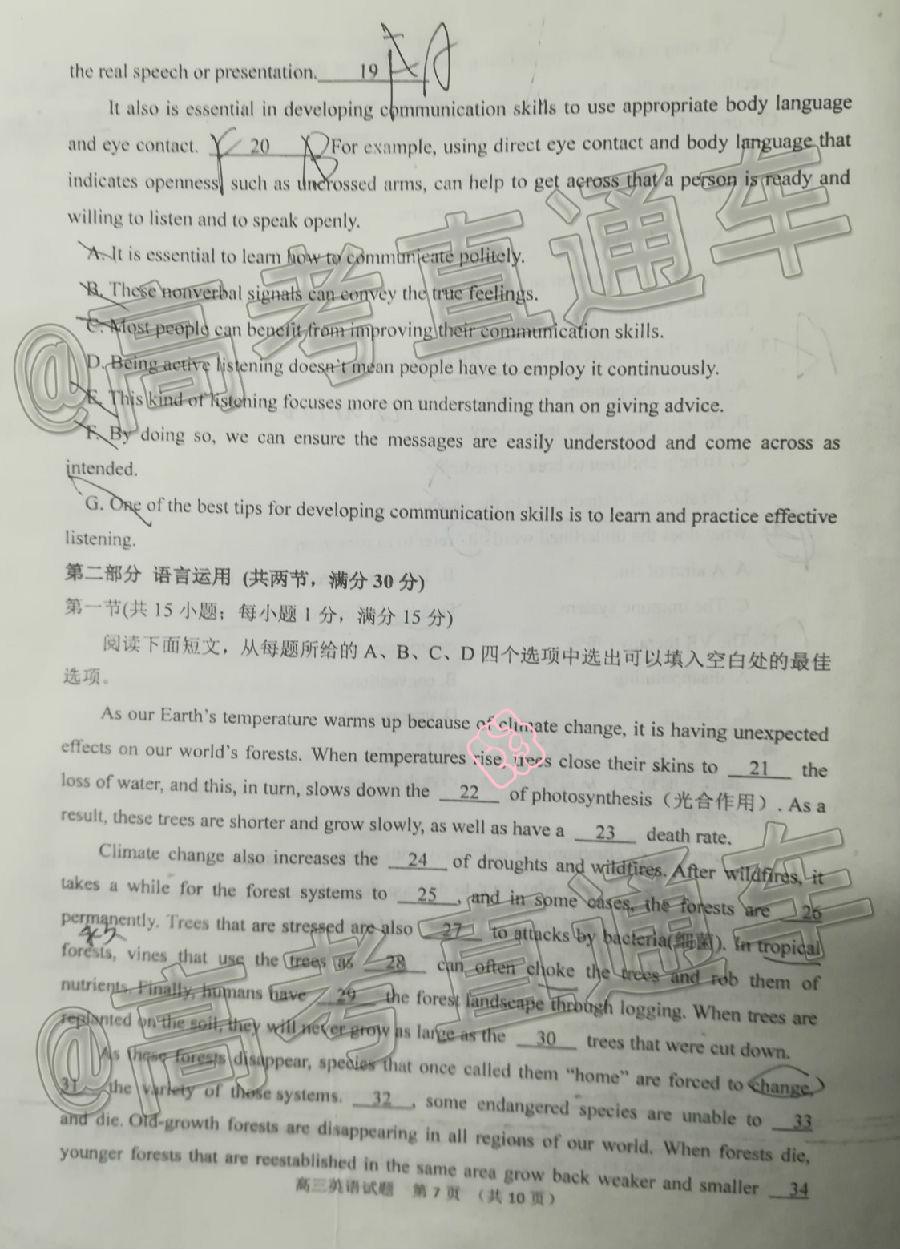 the real speech or presentation. 19
It also is essential in developing communication skills to use appropriate body language
and eye contact. 20 B For example, using direct eye contact and body language that
indicates openness, such as uncrossed arms, can help to get across that a person is ready and
willing to listen and to speak openly.
A. It is essential to learn how to communicate politely.
B. These nonverbal signals can convey the true feelings.
C. Most people can benefit from improving their communication skills.
D. Being active listening doesn't mean people have to employ it continuously.
E. This kind of listening focuses more on understanding than on giving advice.
F. By doing so, we can ensure the messages are easily understood and come across as
intended.
G. One of the best tips for developing communication skills is to learn and practice effective
listening.
第二部分 语言运用 (共两节，满分 30 分)
第一节(共 15 小题；每小题 1 分，满分 15 分)
阅读下面短文，从每题所给的 A、B、C、D 四个选项中选出可以填入空白处的最佳
选项。
As our Earth's temperature warms up because of climate change, it is having unexpected
effects on our world's forests. When temperatures rise, trees close their skins to 21 the
loss of water, and this, in turn, slows down the 22 of photosynthesis（光合作用）. As a
result, these trees are shorter and grow slowly, as well as have a 23 death rate.
Climate change also increases the 24 of droughts and wildfires. After wildfires, it
takes a while for the forest systems to 25 , and in some cases, the forests are 26
permanently. Trees that are stressed are also 27 to attacks by bacteria(细菌). In tropical
forests, vines that use the trees as 28 can often choke the trees and rob them of
nutrients. Finally, humans have 29 the forest landscape through logging. When trees are
replanted on the soil, they will never grow as large as the 30 trees that were cut down.
As these forests disappear, species that once called them "home" are forced to change,
31 the variety of those systems. 32 , some endangered species are unable to 33
and die. Old-growth forests are disappearing in all regions of our world. When forests die,
younger forests that are reestablished in the same area grow back weaker and smaller 34
高三英语试题 第 7 页 （共 10 页）
@高考直通车
@高考直通车